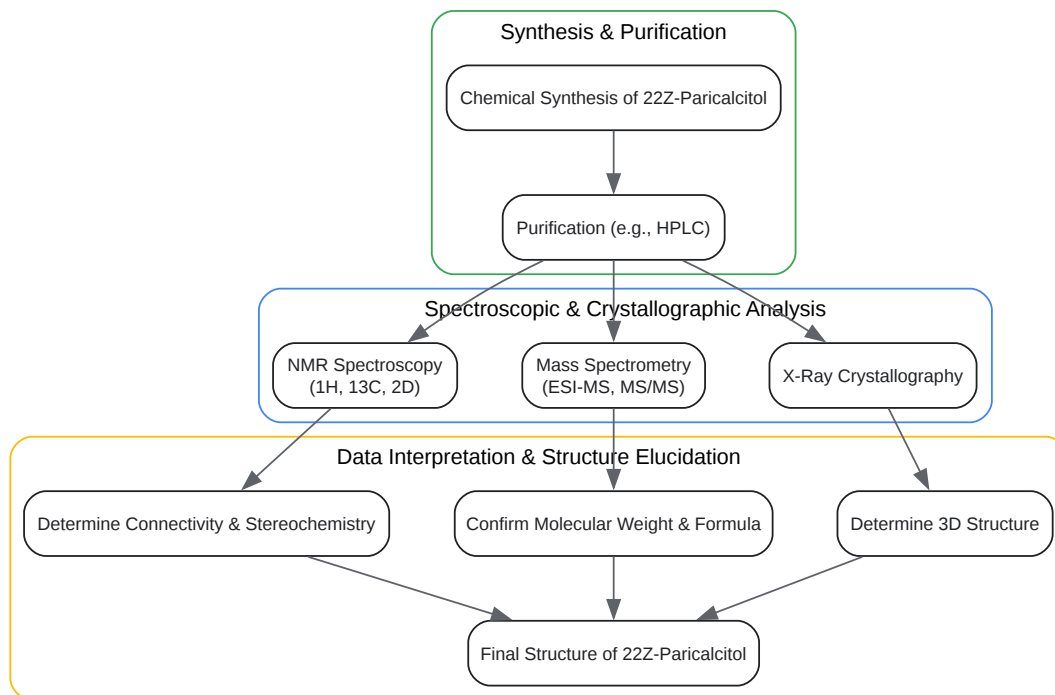 Synthesis & Purification
Chemical Synthesis of 22Z-Paricalcitol
Purification (e.g., HPLC)
Spectroscopic & Crystallographic Analysis
NMR Spectroscopy
(1H, 13C, 2D)
Mass Spectrometry
(ESI-MS, MS/MS)
X-Ray Crystallography
Data Interpretation & Structure Elucidation
Determine Connectivity & Stereochemistry
Confirm Molecular Weight & Formula
Determine 3D Structure
Final Structure of 22Z-Paricalcitol